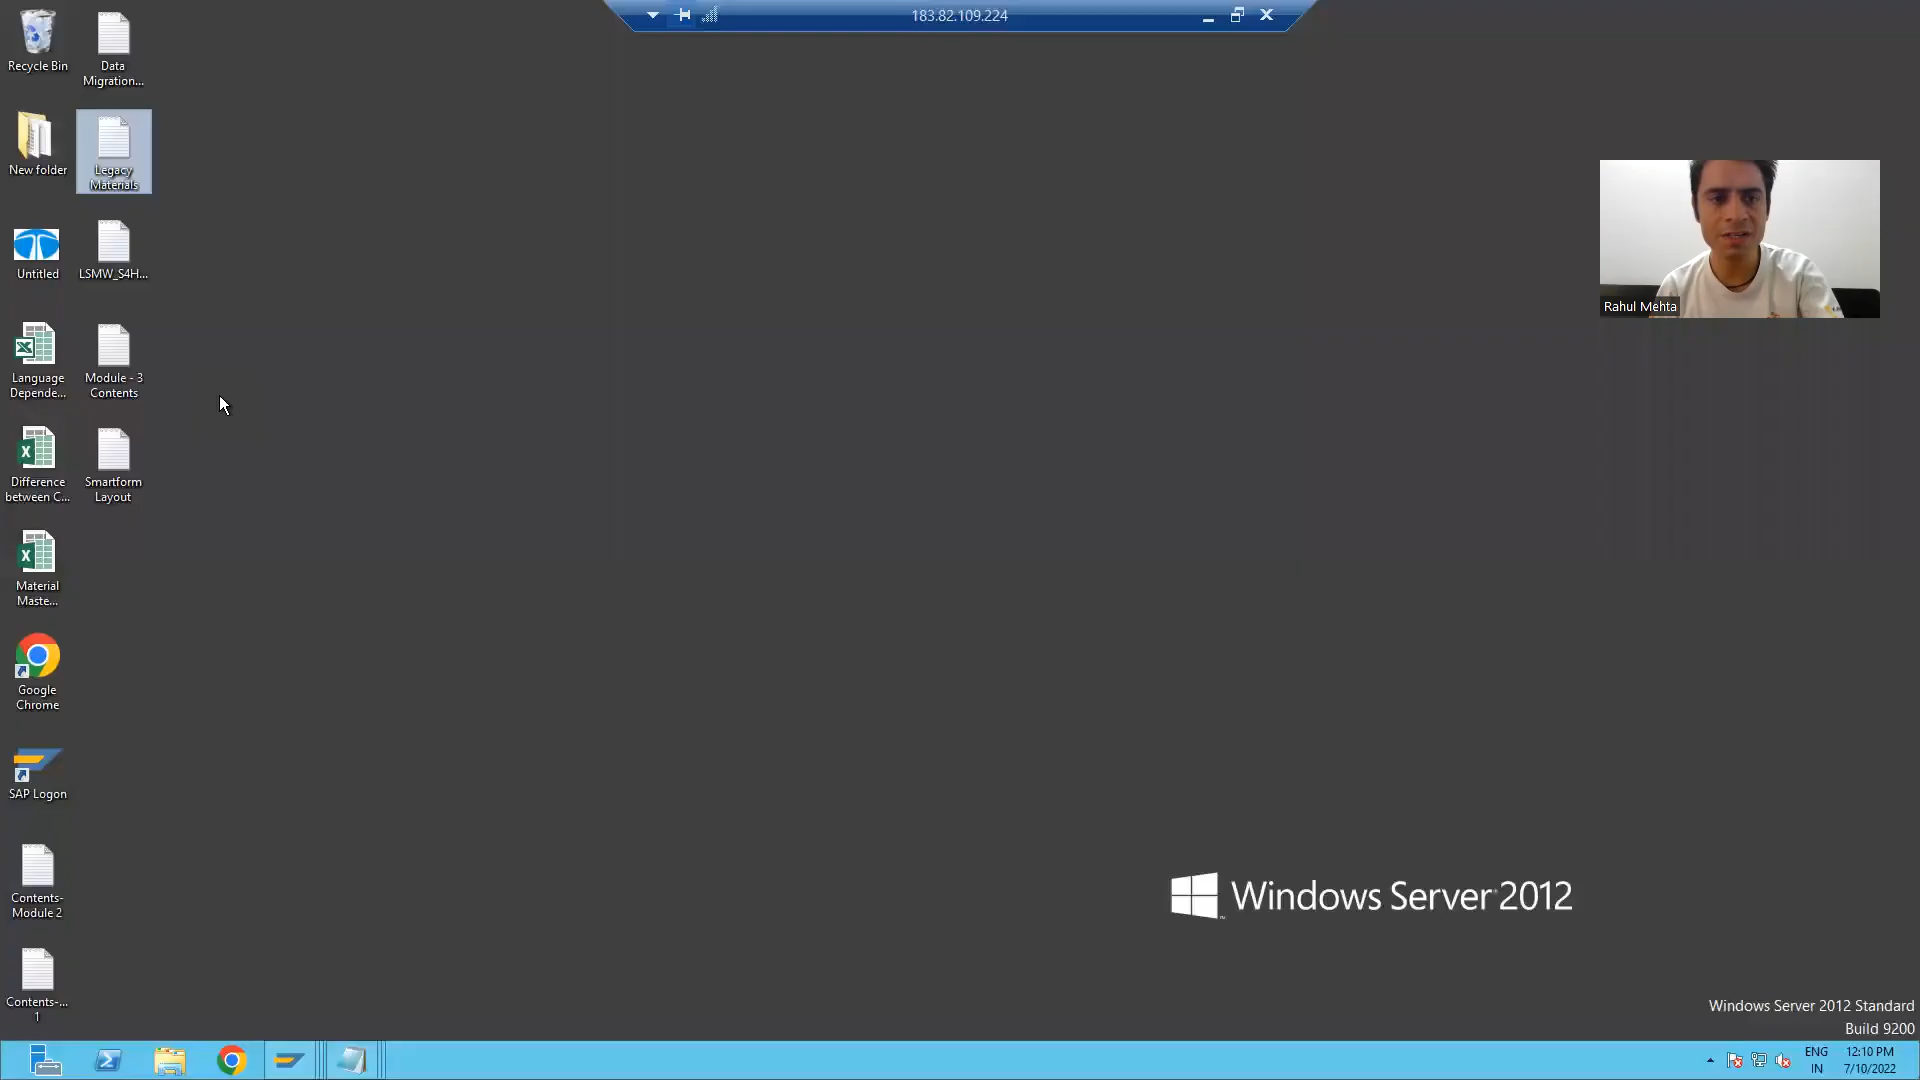 183.82.109.224
Recycle Bin
Data
Migration...
New folder
Legacy
Materials
Untitled
LSMW_S4H...
Language
Depende...
Module - 3
Contents
Difference
between C...
Smartform
Layout
Material
Maste...
Google
Chrome
SAP Logon
Contents-
Module 2
Contents-...
1
Rahul Mehta
Windows Server 2012
Windows Server 2012 Standard
Build 9200
ENG
IN
12:10 PM
7/10/2022